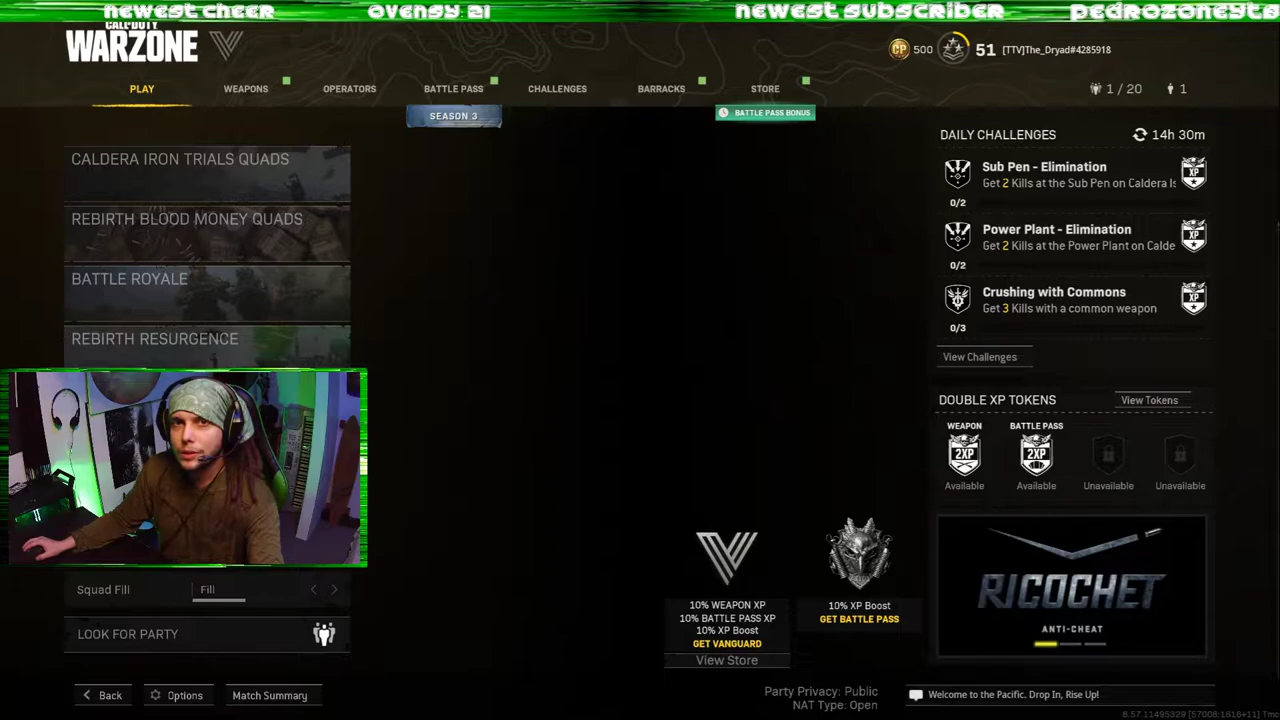 newest cheer
ovensy_21
newest subscriber
pedrozoneyta
CALL OF DUTY
WARZONE
CP 500
51 [TTV]The_Dryad#4285918
PLAY
WEAPONS
OPERATORS
BATTLE PASS
CHALLENGES
BARRACKS
STORE
1 / 20
1
SEASON 3
BATTLE PASS BONUS
CALDERA IRON TRIALS QUADS
REBIRTH BLOOD MONEY QUADS
BATTLE ROYALE
REBIRTH RESURGENCE
Squad Fill
Fill
LOOK FOR PARTY
Back
Options
Match Summary
DAILY CHALLENGES
14h 30m
Sub Pen - Elimination
Get 2 Kills at the Sub Pen on Caldera Is
0/2
XP
Power Plant - Elimination
Get 2 Kills at the Power Plant on Calde
0/2
XP
Crushing with Commons
Get 3 Kills with a common weapon
0/3
XP
View Challenges
DOUBLE XP TOKENS
View Tokens
WEAPON
2XP
Available
BATTLE PASS
2XP
Available
Unavailable
Unavailable
10% WEAPON XP
10% BATTLE PASS XP
10% XP Boost
GET VANGUARD
View Store
10% XP Boost
GET BATTLE PASS
RICOCHET
ANTI-CHEAT
Party Privacy: Public
NAT Type: Open
Welcome to the Pacific. Drop In, Rise Up!